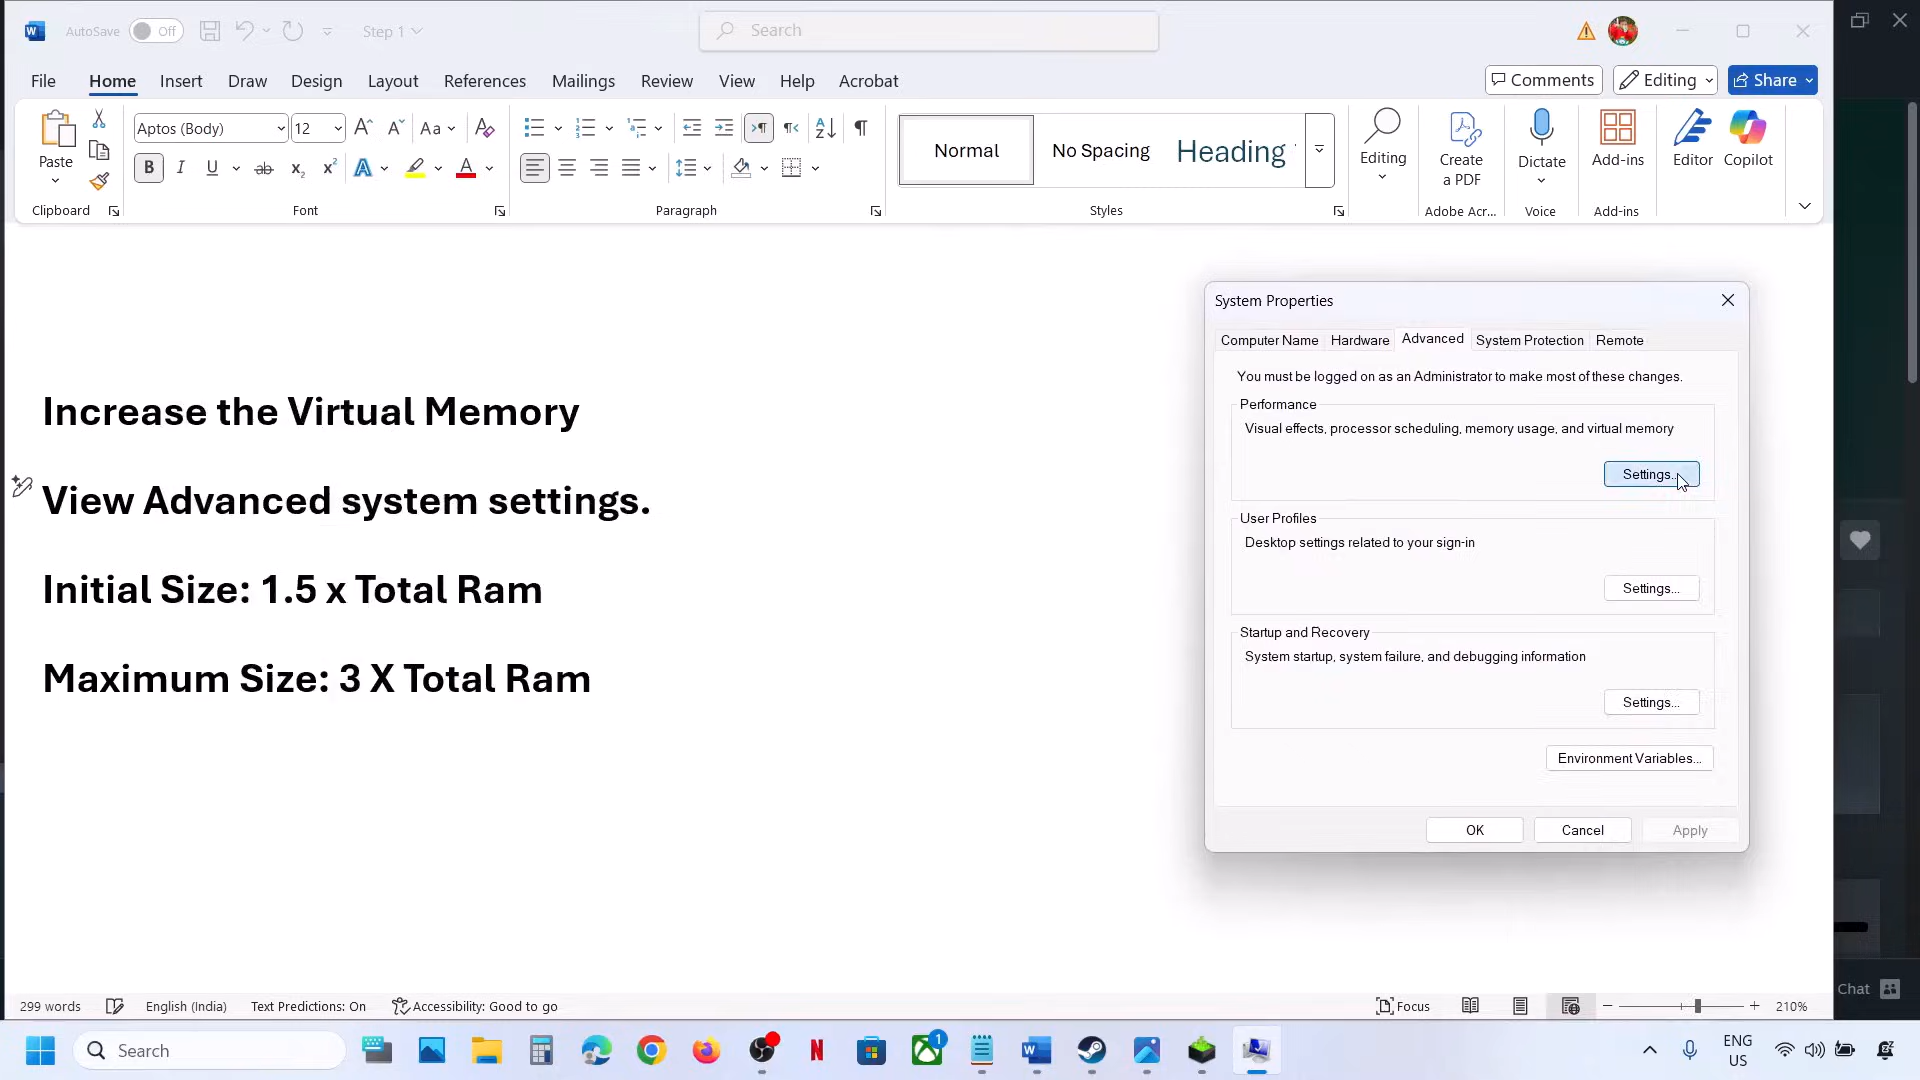 AutoSave
Off
Step 1
Search
File
Home
Insert
Draw
Design
Layout
References
Mailings
Review
View
Help
Acrobat
Comments
Editing
Share
Paste
Aptos (Body)
12
Normal
No Spacing
Heading
Editing
Create
a PDF
Dictate
Add-ins
Editor
Copilot
Clipboard
Font
Paragraph
Styles
Adobe Acr...
Voice
Add-ins
Increase the Virtual Memory
View Advanced system settings.
Initial Size: 1.5 x Total Ram
Maximum Size: 3 X Total Ram
System Properties
Computer Name
Hardware
Advanced
System Protection
Remote
You must be logged on as an Administrator to make most of these changes.
Performance
Visual effects, processor scheduling, memory usage, and virtual memory
Settings...
User Profiles
Desktop settings related to your sign-in
Settings...
Startup and Recovery
System startup, system failure, and debugging information
Settings...
Environment Variables...
OK
Cancel
Apply
Chat
299 words
English (India)
Text Predictions: On
Accessibility: Good to go
Focus
210%
Search
1
ENG
US